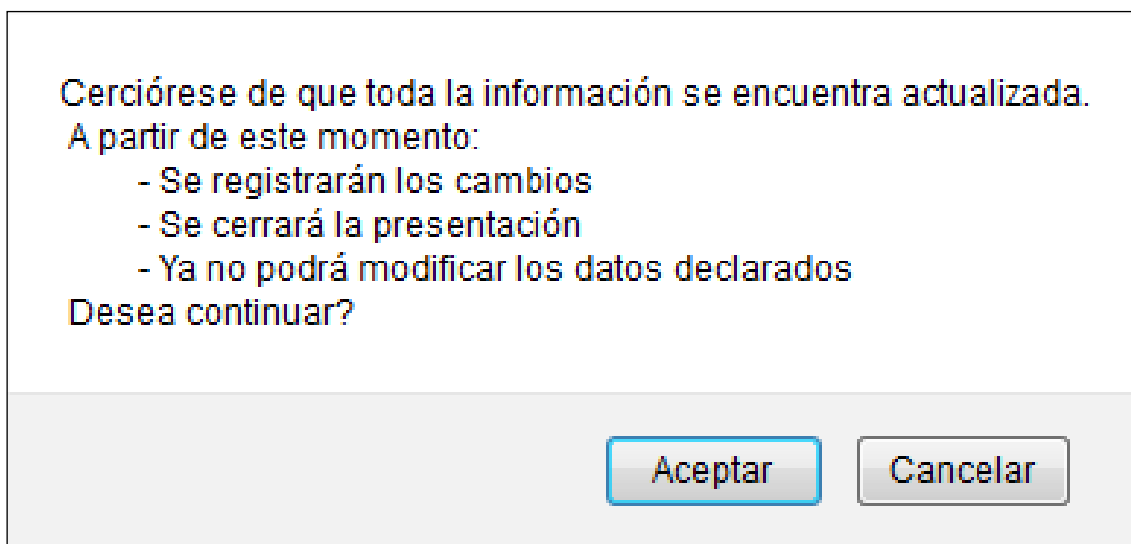 Cerciórese de que toda la información se encuentra actualizada.
A partir de este momento:
- Se registrarán los cambios
- Se cerrará la presentación
- Ya no podrá modificar los datos declarados
Desea continuar?
Aceptar
Cancelar